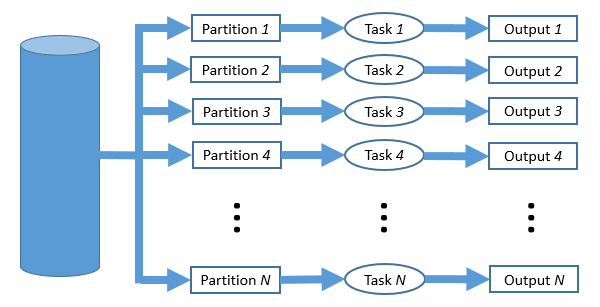 Partition 1 Task 1 Output 1
Partition 2 Task 2 Output 2
Partition 3 Task 3 Output 3
Partition 4 Task 4 Output 4
Partition N Task N Output N